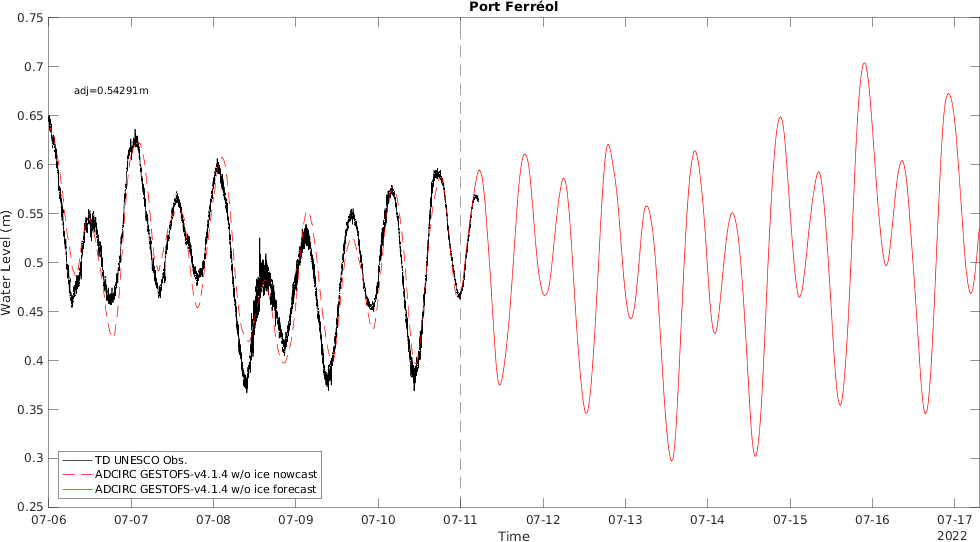 Port Ferréol
0.75
0.7
0.65
0.6
0.55
0.5
0.45
0.4
0.35
0.3
0.25
Water Level (m)
adj=0.54291m
TD UNESCO Obs.
ADCIRC GESTOFS-v4.1.4 w/o ice nowcast
ADCIRC GESTOFS-v4.1.4 w/o ice forecast
07-06 07-07 07-08 07-09 07-10 07-11 07-12 07-13 07-14 07-15 07-16 07-17
2022
Time